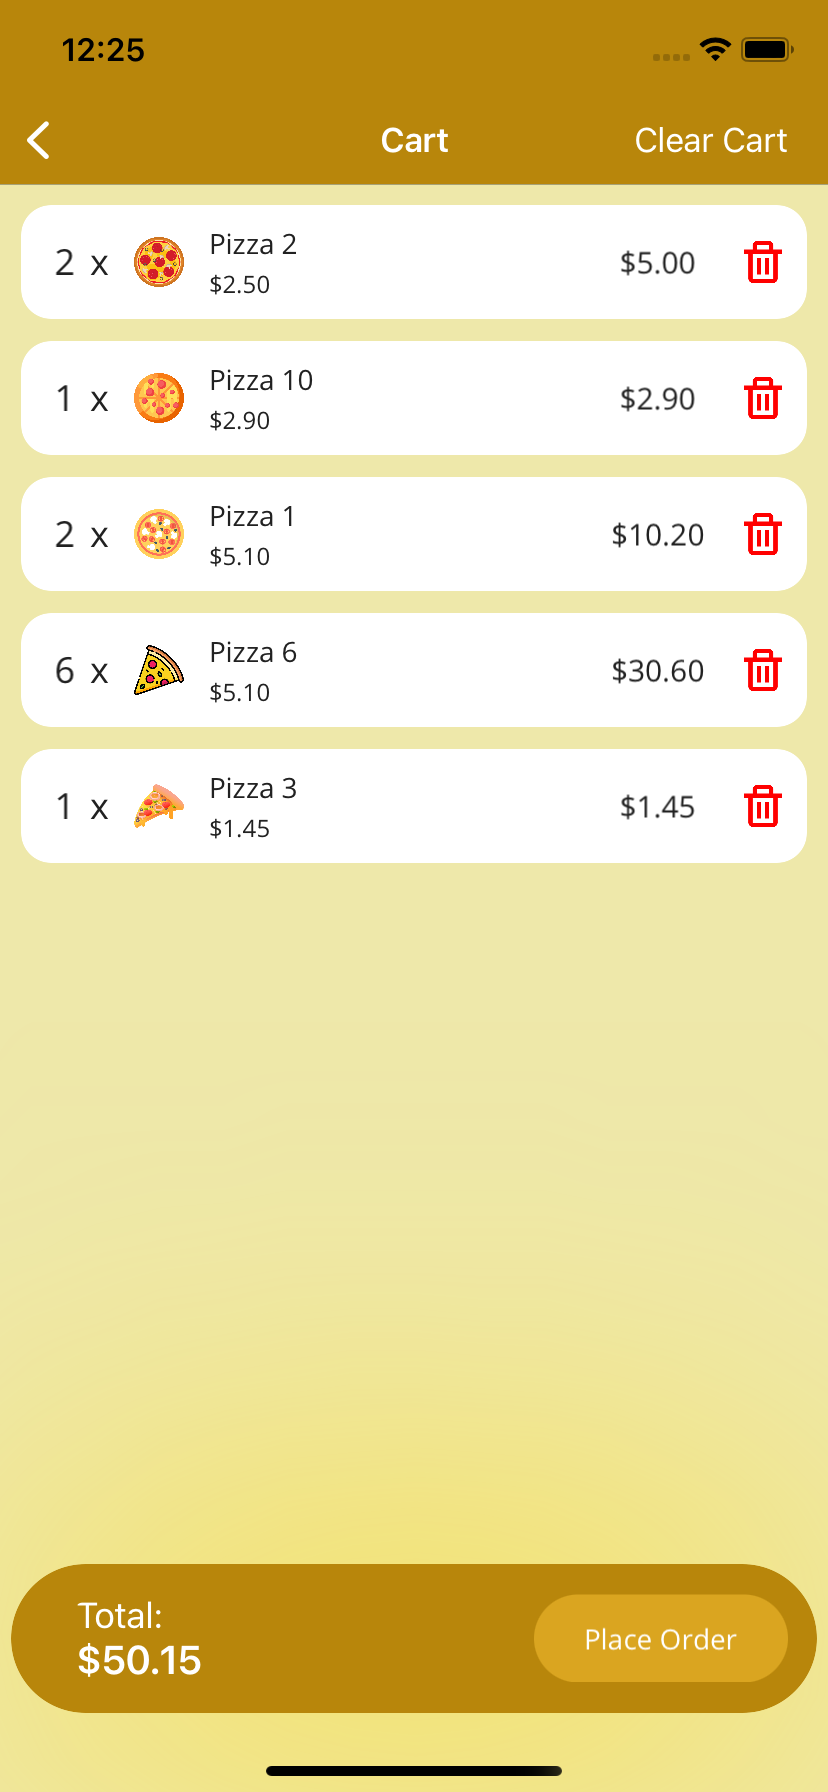 12:25
Cart
Clear Cart
2 x
Pizza 2
$2.50
$5.00
1 x
Pizza 10
$2.90
$2.90
2 x
Pizza 1
$5.10
$10.20
6 x
Pizza 6
$5.10
$30.60
1 x
Pizza 3
$1.45
$1.45
Total:
$50.15
Place Order